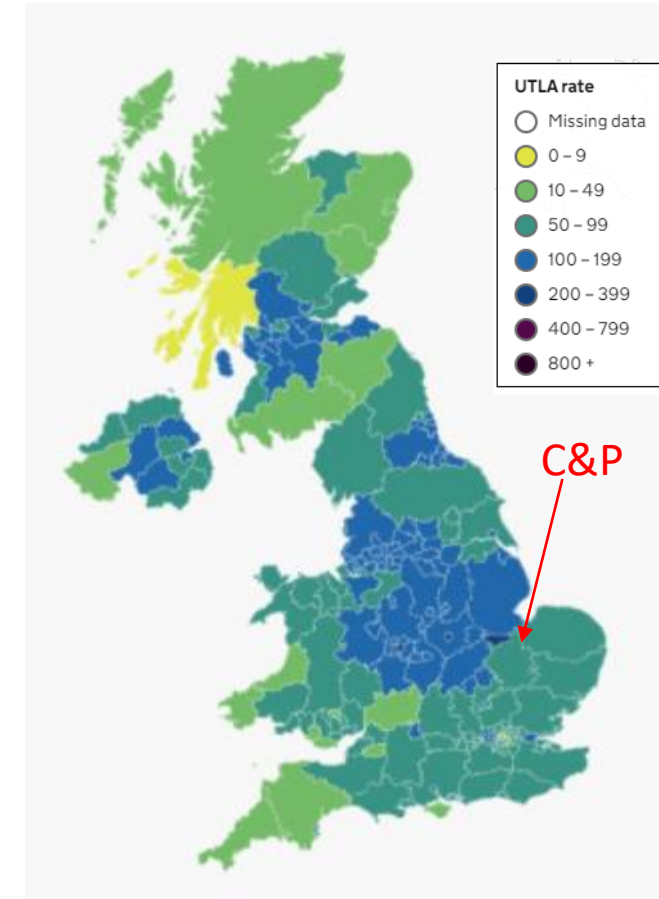 UTLA rate
Missing data
0 – 9
10 – 49
50 – 99
100 – 199
200 – 399
400 – 799
800 +
C&P